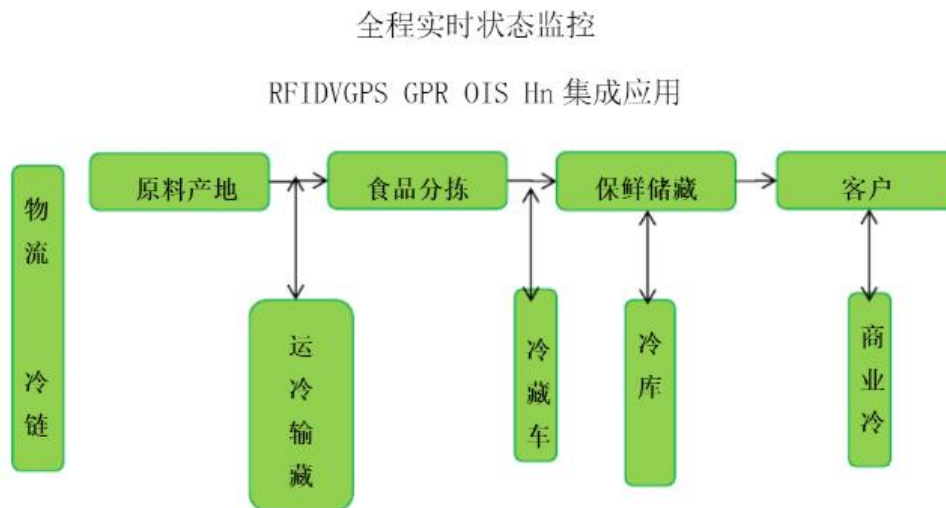 全程实时状态监控
RFIDVGPS GPR OIS Hn 集成应用
物流 冷链
原料产地
食品分拣
保鲜储藏
客户
运冷输藏
冷藏车
冷库
商业冷